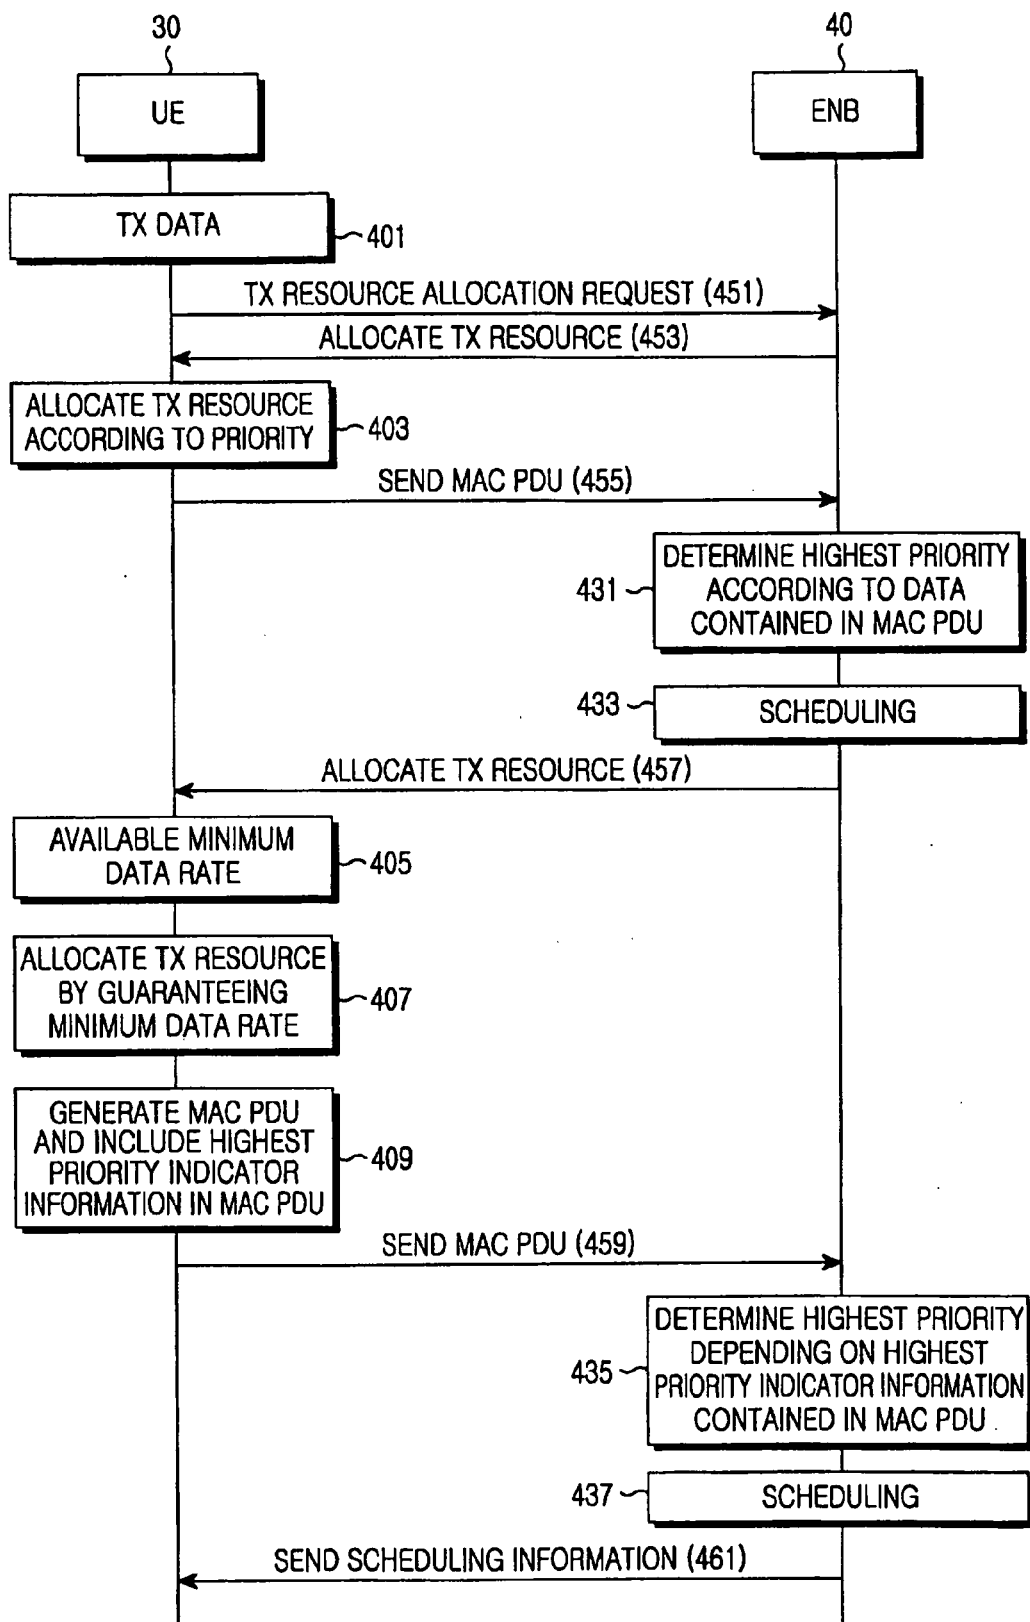 30
40
UE
ENB
TX DATA
401
TX RESOURCE ALLOCATION REQUEST (451)
ALLOCATE TX RESOURCE (453)
ALLOCATE TX RESOURCE
ACCORDING TO PRIORITY
403
SEND MAC PDU (455)
DETERMINE HIGHEST PRIORITY
ACCORDING TO DATA
CONTAINED IN MAC PDU
431
433
SCHEDULING
ALLOCATE TX RESOURCE (457)
AVAILABLE MINIMUM
DATA RATE
405
ALLOCATE TX RESOURCE
BY GUARANTEEING
MINIMUM DATA RATE
407
GENERATE MAC PDU
AND INCLUDE HIGHEST
PRIORITY INDICATOR
INFORMATION IN MAC PDU
409
SEND MAC PDU (459)
DETERMINE HIGHEST PRIORITY
DEPENDING ON HIGHEST
PRIORITY INDICATOR INFORMATION
CONTAINED IN MAC PDU
435
437
SCHEDULING
SEND SCHEDULING INFORMATION (461)